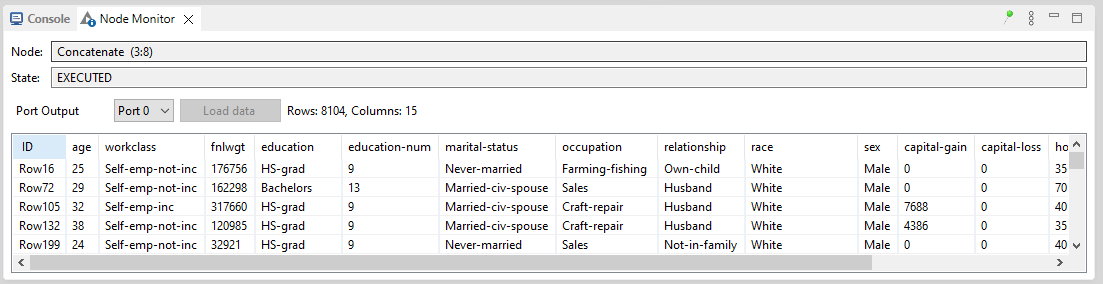 Console Node Monitor
Node: Concatenate (3:8)
State: EXECUTED
Port Output Port 0 Load data Rows: 8104, Columns: 15
ID age workclass fnlwgt education education-num marital-status occupation relationship race sex capital-gain capital-loss ho
Row16 25 Self-emp-not-inc 176756 HS-grad 9 Never-married Farming-fishing Own-child White Male 0 0 35
Row72 29 Self-emp-not-inc 162298 Bachelors 13 Married-civ-spouse Sales Husband White Male 0 0 70
Row105 32 Self-emp-inc 317660 HS-grad 9 Married-civ-spouse Craft-repair Husband White Male 7688 0 40
Row132 38 Self-emp-not-inc 120985 HS-grad 9 Married-civ-spouse Craft-repair Husband White Male 4386 0 35
Row199 24 Self-emp-not-inc 32921 HS-grad 9 Never-married Sales Not-in-family White Male 0 0 40